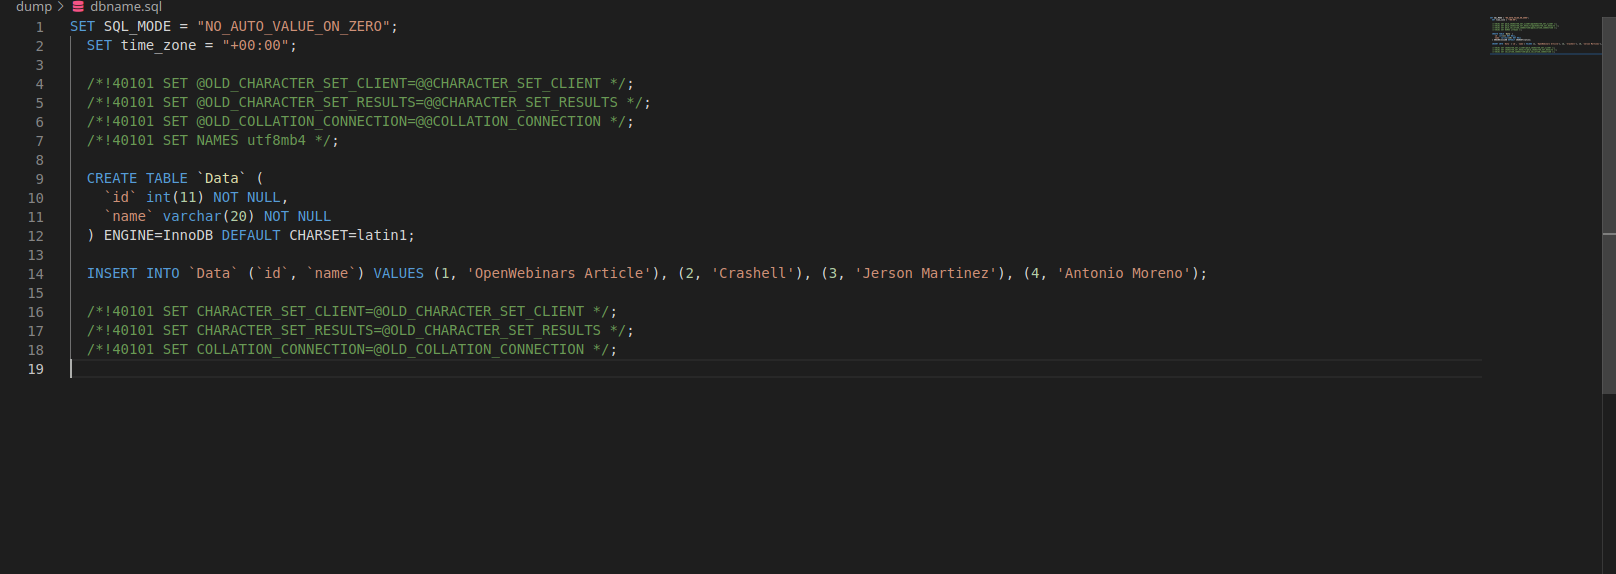 dump > dbname.sql
1 SET SQL_MODE = "NO_AUTO_VALUE_ON_ZERO";
2 SET time_zone = "+00:00";
3
4 /*!40101 SET @OLD_CHARACTER_SET_CLIENT=@@CHARACTER_SET_CLIENT */;
5 /*!40101 SET @OLD_CHARACTER_SET_RESULTS=@@CHARACTER_SET_RESULTS */;
6 /*!40101 SET @OLD_COLLATION_CONNECTION=@@COLLATION_CONNECTION */;
7 /*!40101 SET NAMES utf8mb4 */;
8
9 CREATE TABLE `Data` (
10 `id` int(11) NOT NULL,
11 `name` varchar(20) NOT NULL
12 ) ENGINE=InnoDB DEFAULT CHARSET=latin1;
13
14 INSERT INTO `Data` (`id`, `name`) VALUES (1, 'OpenWebinars Article'), (2, 'Crashell'), (3, 'Jerson Martinez'), (4, 'Antonio Moreno');
15
16 /*!40101 SET CHARACTER_SET_CLIENT=@OLD_CHARACTER_SET_CLIENT */;
17 /*!40101 SET CHARACTER_SET_RESULTS=@OLD_CHARACTER_SET_RESULTS */;
18 /*!40101 SET COLLATION_CONNECTION=@OLD_COLLATION_CONNECTION */;
19